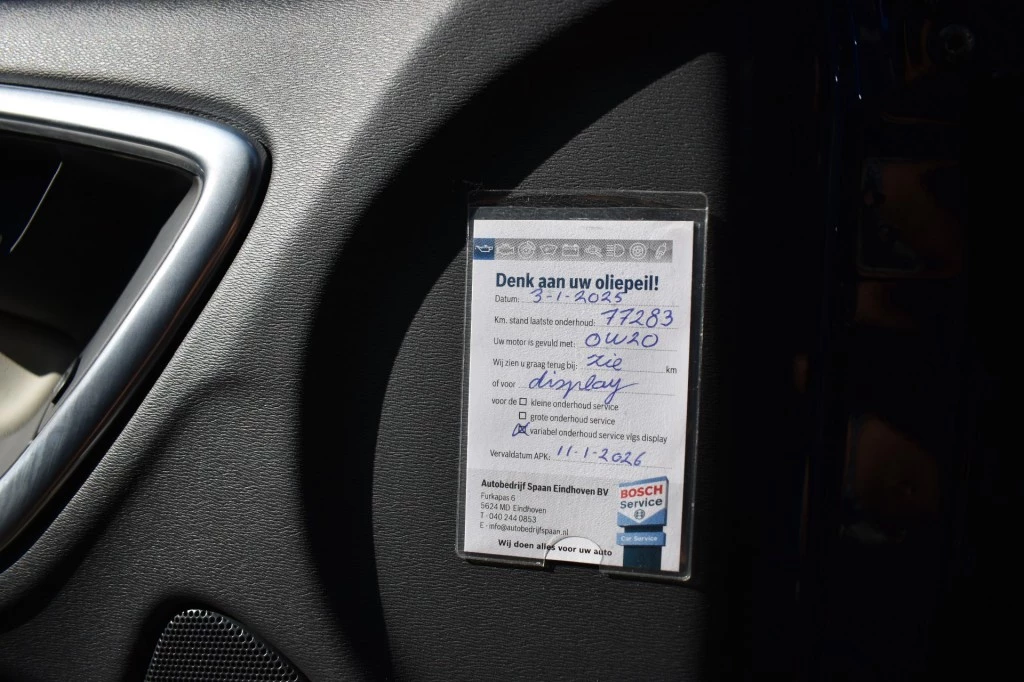 Denk aan uw oliepeil!
Datum: 3-1-2025
Km. stand laatste onderhoud: 77283
Uw motor is gevuld met: 0W20
Wij zien u graag terug bij: zie km
of voor display
voor de ☐ kleine onderhoud service
☐ grote onderhoud service
☒ variabel onderhoud service vlgs display
Vervaldatum APK: 11-1-2026
Autobedrijf Spaan Eindhoven BV
Furkapas 6
5624 MD Eindhoven
T - 040 244 0853
E - info@autobedrijfspaan.nl
Wij doen alles voor uw auto
BOSCH
Service
Car Service